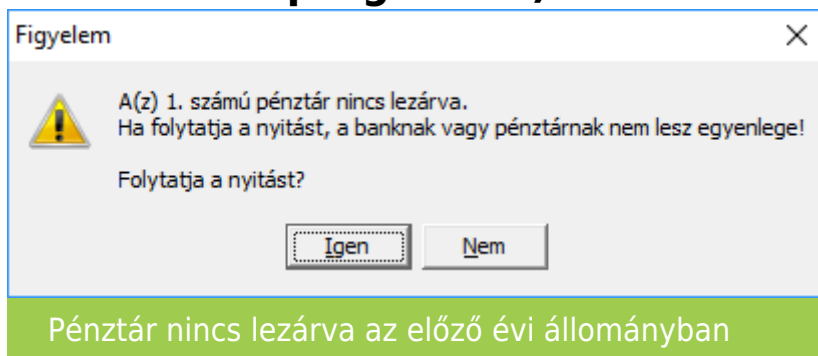 Figyelem
A(z) 1. számú pénztár nincs lezárva.
Ha folytatja a nyitást, a banknak vagy pénztárnak nem lesz egyenlege!
Folytatja a nyitást?
Igen Nem
Pénztár nincs lezárva az előző évi állományban